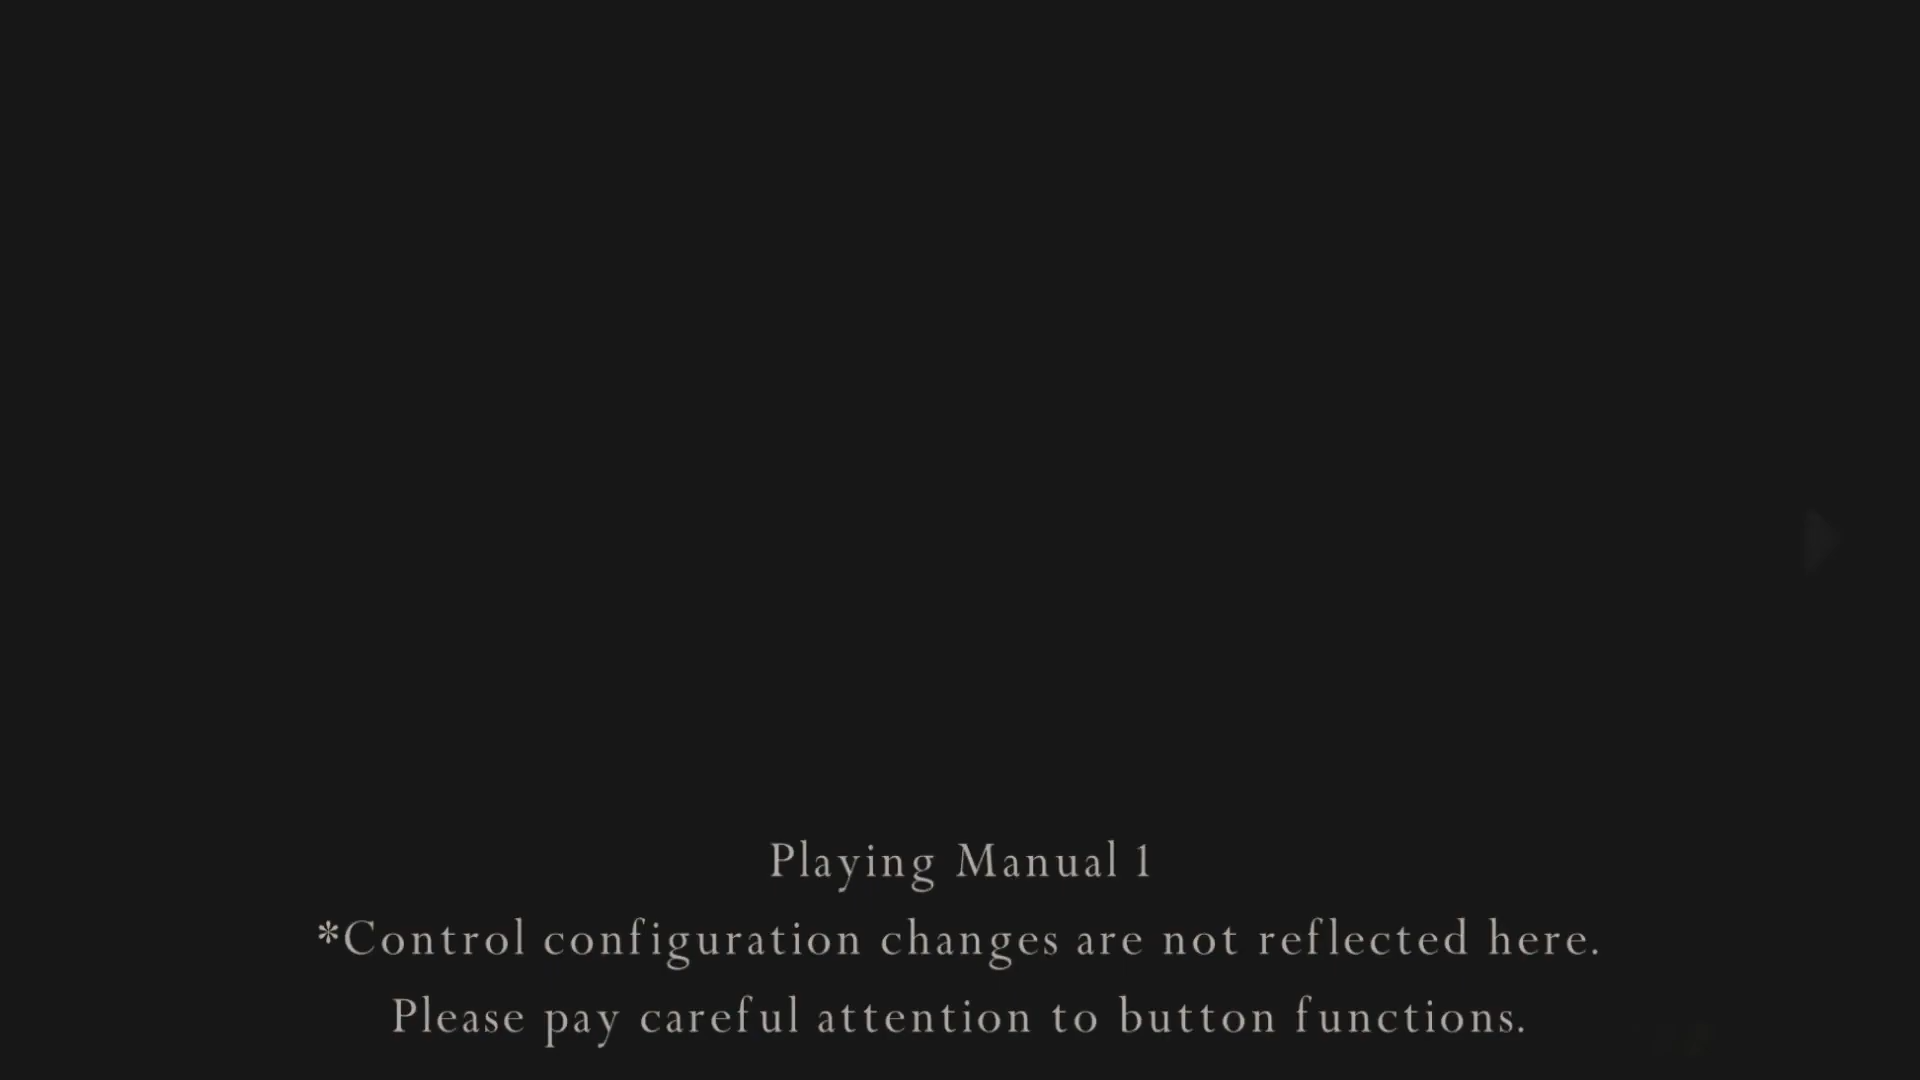 Playing Manual 1
*Control configuration changes are not reflected here.
Please pay careful attention to button functions.